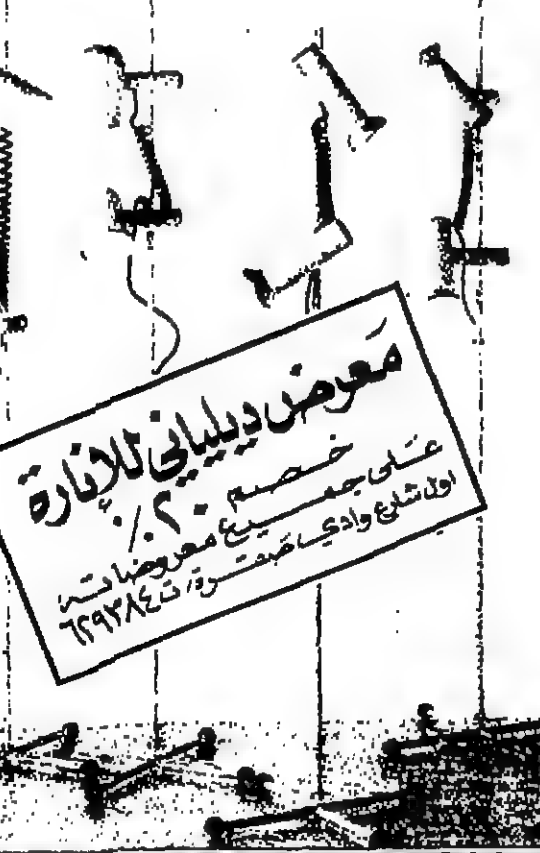 معرض ديلياني للإنارة
خصم ٢٠٪
على جميع معروضاته
اول شارع وادي صقرة، ت ٦٢٩٣٨٤